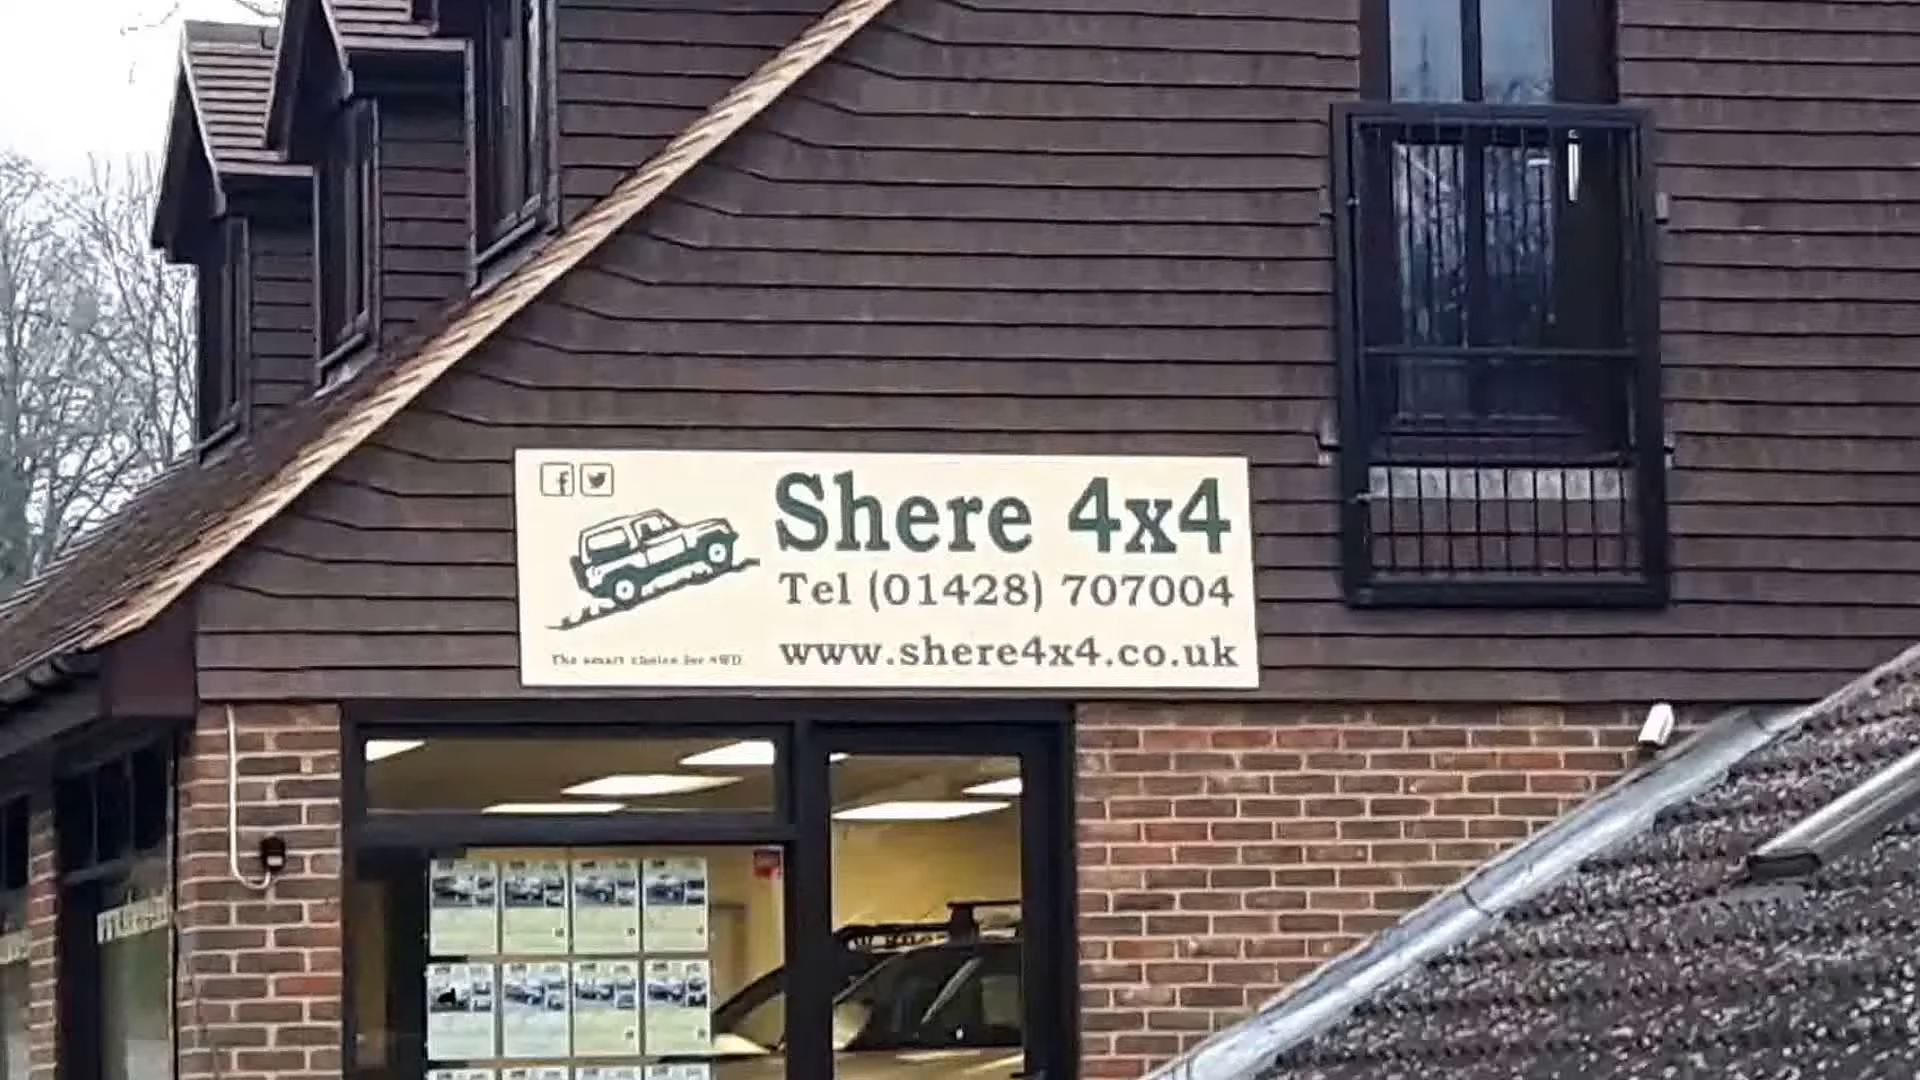 Shere 4x4
Tel (01428) 707004
www.shere4x4.co.uk
The smart choice for 4WD